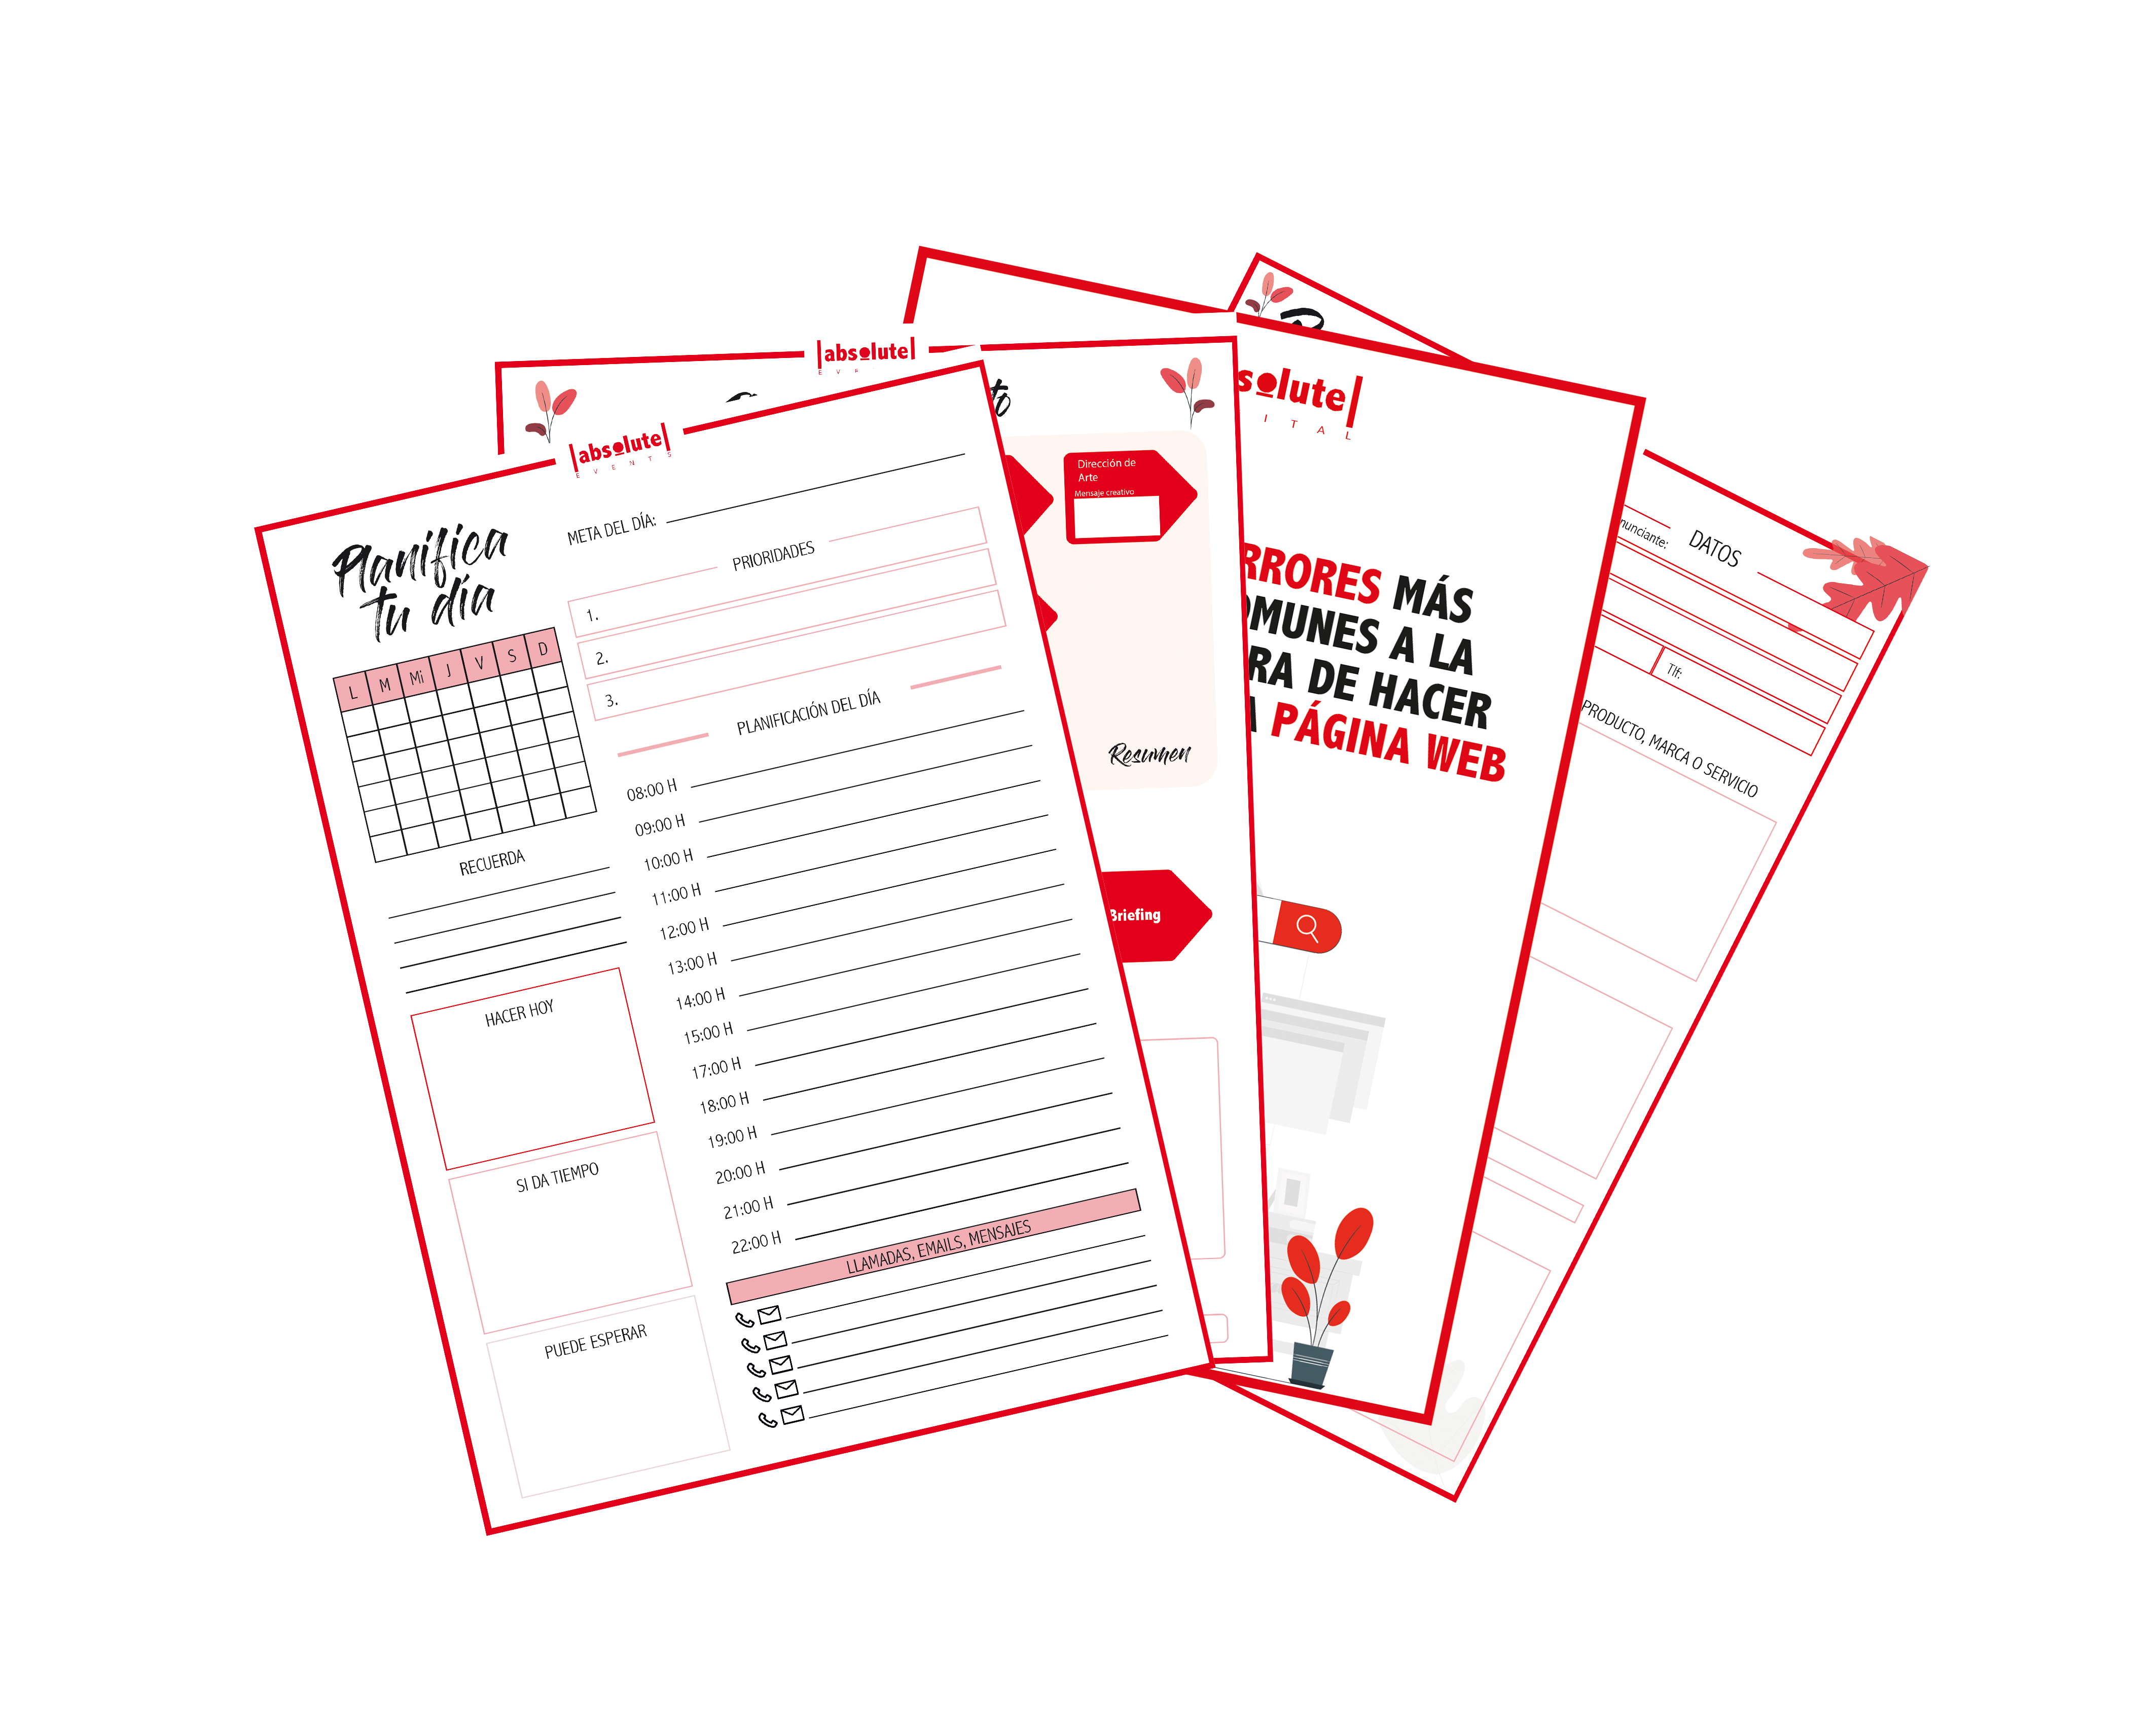 absolute
EVENTS
Planifica
tu día
L M Mi J V S D
RECUERDA
HACER HOY
SI DA TIEMPO
PUEDE ESPERAR
META DEL DÍA:
PRIORIDADES
1.
2.
3.
PLANIFICACIÓN DEL DÍA
08:00 H
09:00 H
10:00 H
11:00 H
12:00 H
13:00 H
14:00 H
15:00 H
17:00 H
18:00 H
19:00 H
20:00 H
21:00 H
22:00 H
LLAMADAS, EMAILS, MENSAJES
absolute
Dirección de
Arte
Mensaje creativo
Resumen
Briefing
solute
ITAL
RRORES MÁS
OMUNES A LA
RA DE HACER
PÁGINA WEB
nunciante:
DATOS
Tlf:
PRODUCTO, MARCA O SERVICIO